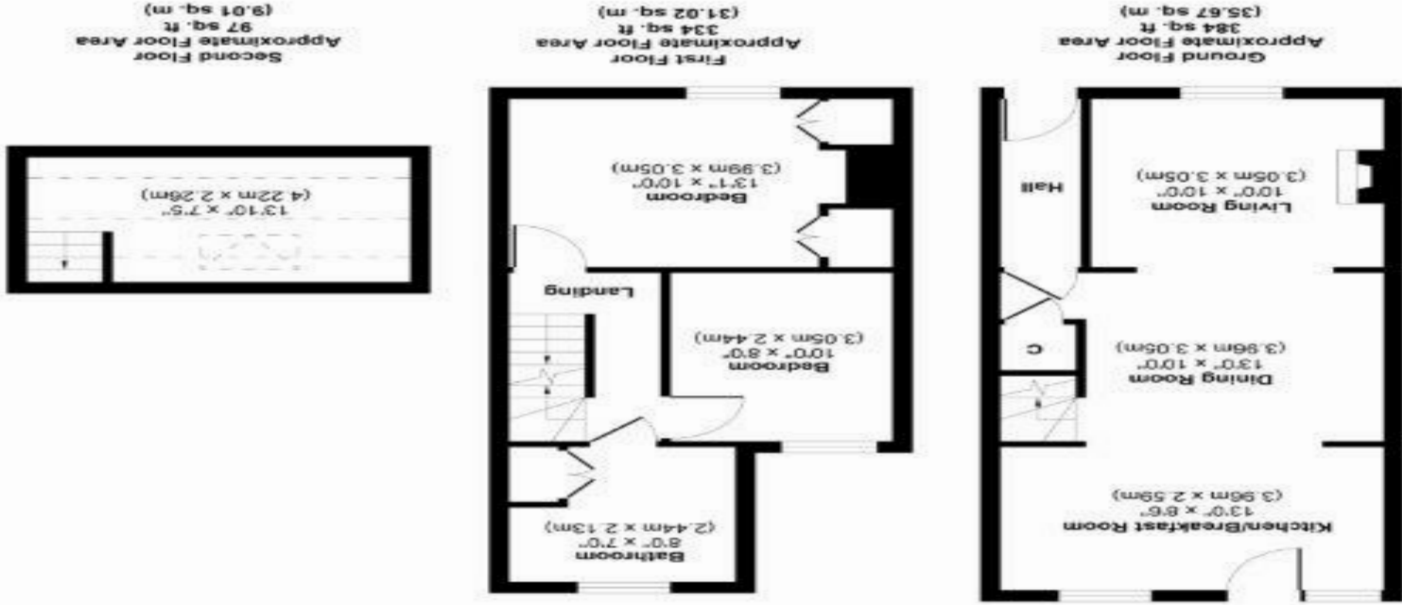 Kitchen/Breakfast Room
13'0" x 8'6"
(3.96m x 2.59m)
Dining Room
13'0" x 10'0"
(3.96m x 3.05m)
C
Living Room
10'0" x 10'0"
(3.05m x 3.05m)
Hall
Ground Floor
Approximate Floor Area
384 sq. ft
(35.67 sq. m)
Bathroom
8'0" x 7'0"
(2.44m x 2.13m)
Bedroom
10'0" x 8'0"
(3.05m x 2.44m)
Landing
Bedroom
13'1" x 10'0"
(3.99m x 3.05m)
First Floor
Approximate Floor Area
334 sq. ft
(31.02 sq. m)
13'10" x 7'5"
(4.22m x 2.26m)
Second Floor
Approximate Floor Area
97 sq. ft
(9.01 sq. m)